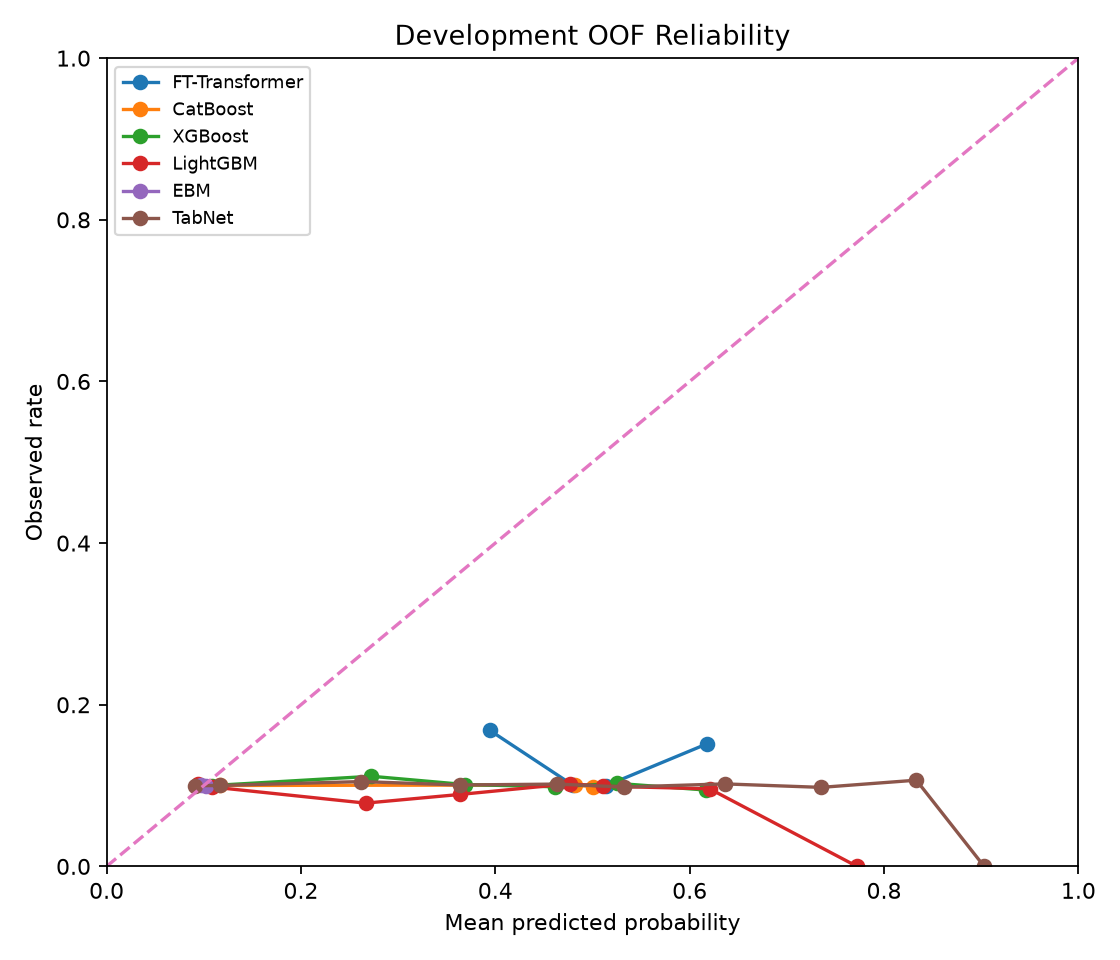 Development OOF Reliability
FT-Transformer
CatBoost
XGBoost
LightGBM
EBM
TabNet
1.0
0.8
0.6
0.4
0.2
0.0
Observed rate
0.0 0.2 0.4 0.6 0.8 1.0
Mean predicted probability